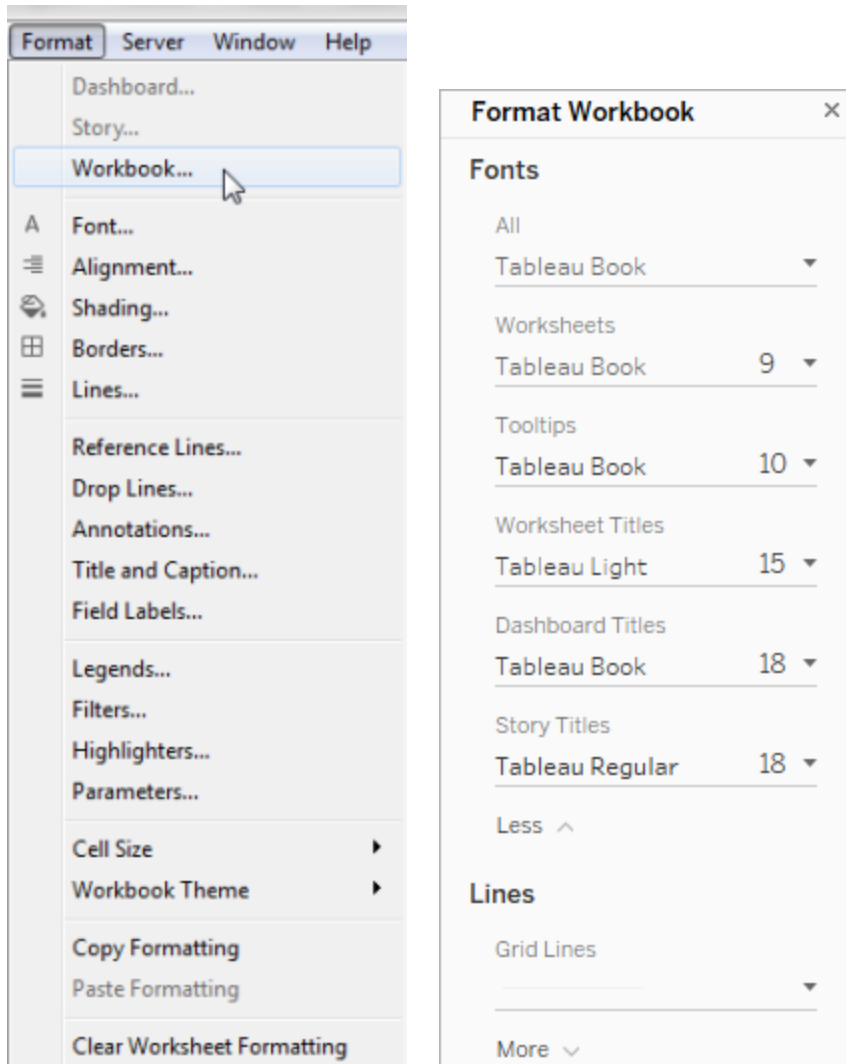 Format Server Window Help
Dashboard...
Story...
Workbook...
Font...
Alignment...
Shading...
Borders...
Lines...
Reference Lines...
Drop Lines...
Annotations...
Title and Caption...
Field Labels...
Legends...
Filters...
Highlighters...
Parameters...
Cell Size
Workbook Theme
Copy Formatting
Paste Formatting
Clear Worksheet Formatting
Format Workbook
Fonts
All
Tableau Book
Worksheets
Tableau Book 9
Tooltips
Tableau Book 10
Worksheet Titles
Tableau Light 15
Dashboard Titles
Tableau Book 18
Story Titles
Tableau Regular 18
Less
Lines
Grid Lines
More